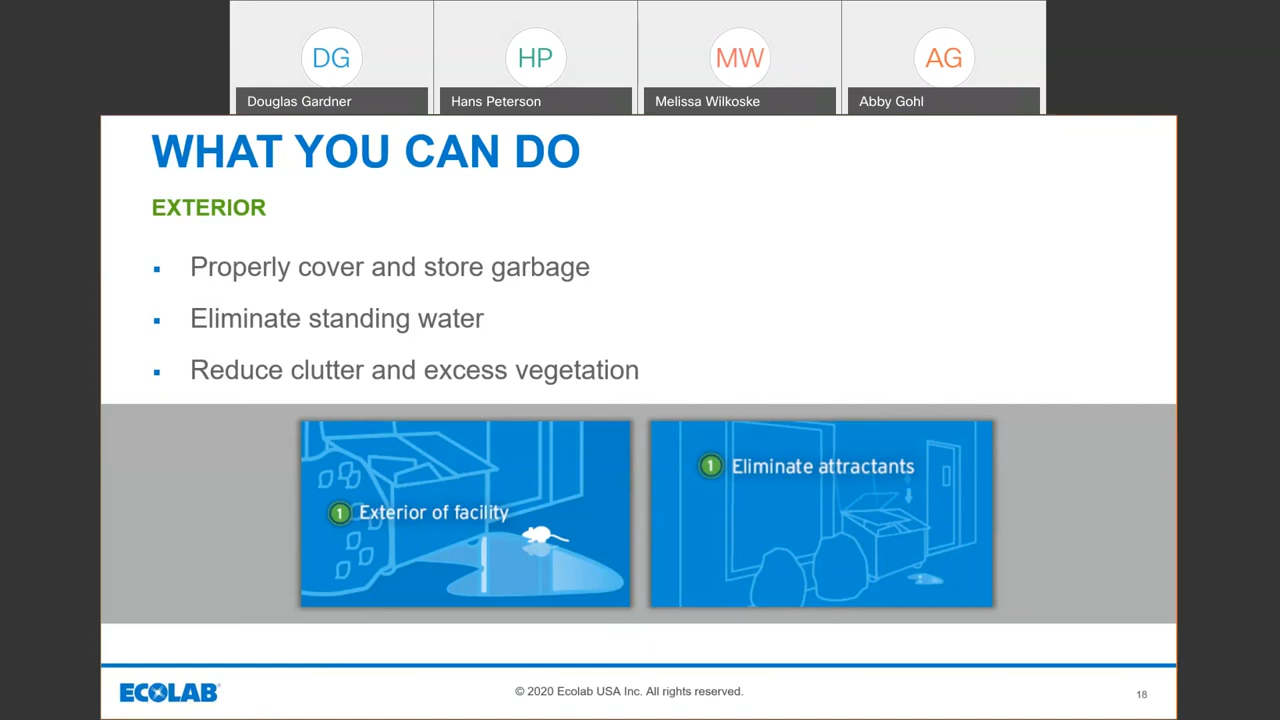 DG
HP
MW
AG
Douglas Gardner
Hans Peterson
Melissa Wilkoske
Abby Gohl
WHAT YOU CAN DO
EXTERIOR
▪ Properly cover and store garbage
▪ Eliminate standing water
▪ Reduce clutter and excess vegetation
1 Exterior of facility
1 Eliminate attractants
ECOLAB®
© 2020 Ecolab USA Inc. All rights reserved.
18